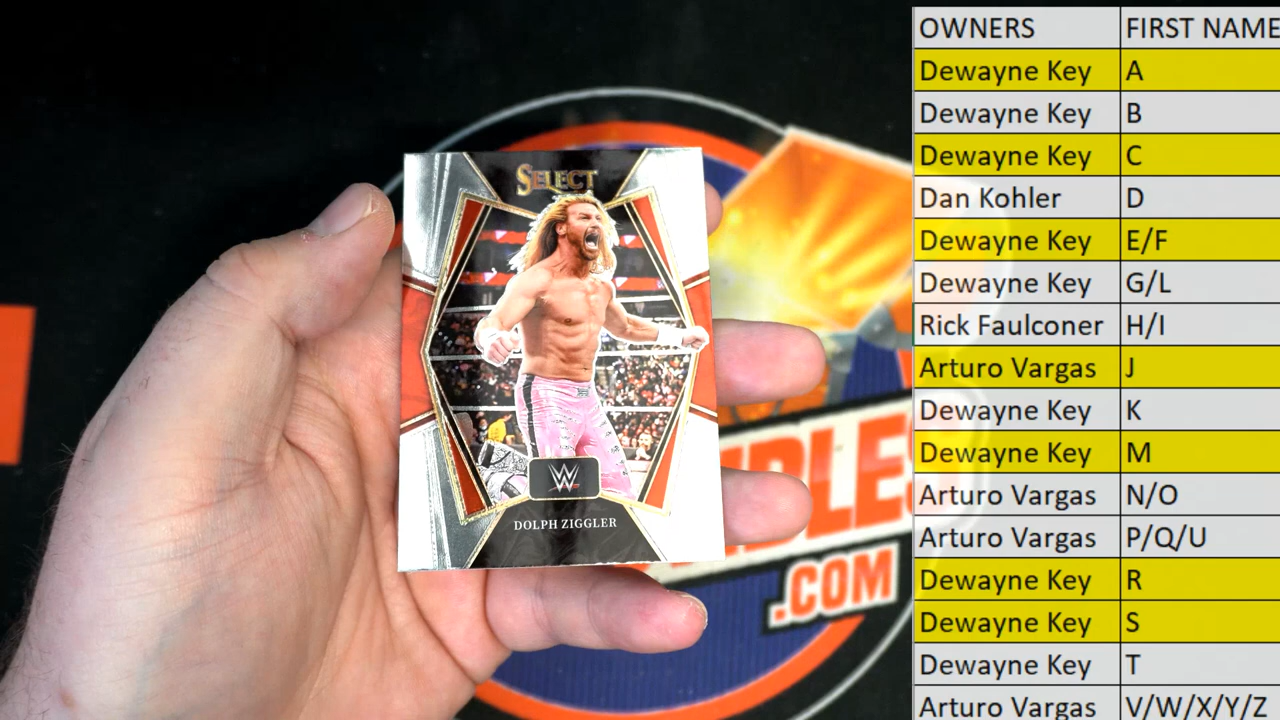 SELECT
W
DOLPH ZIGGLER
.COM
OWNERS FIRST NAME
Dewayne Key A
Dewayne Key B
Dewayne Key C
Dan Kohler D
Dewayne Key E/F
Dewayne Key G/L
Rick Faulconer H/I
Arturo Vargas J
Dewayne Key K
Dewayne Key M
Arturo Vargas N/O
Arturo Vargas P/Q/U
Dewayne Key R
Dewayne Key S
Dewayne Key T
Arturo Vargas V/W/X/Y/Z